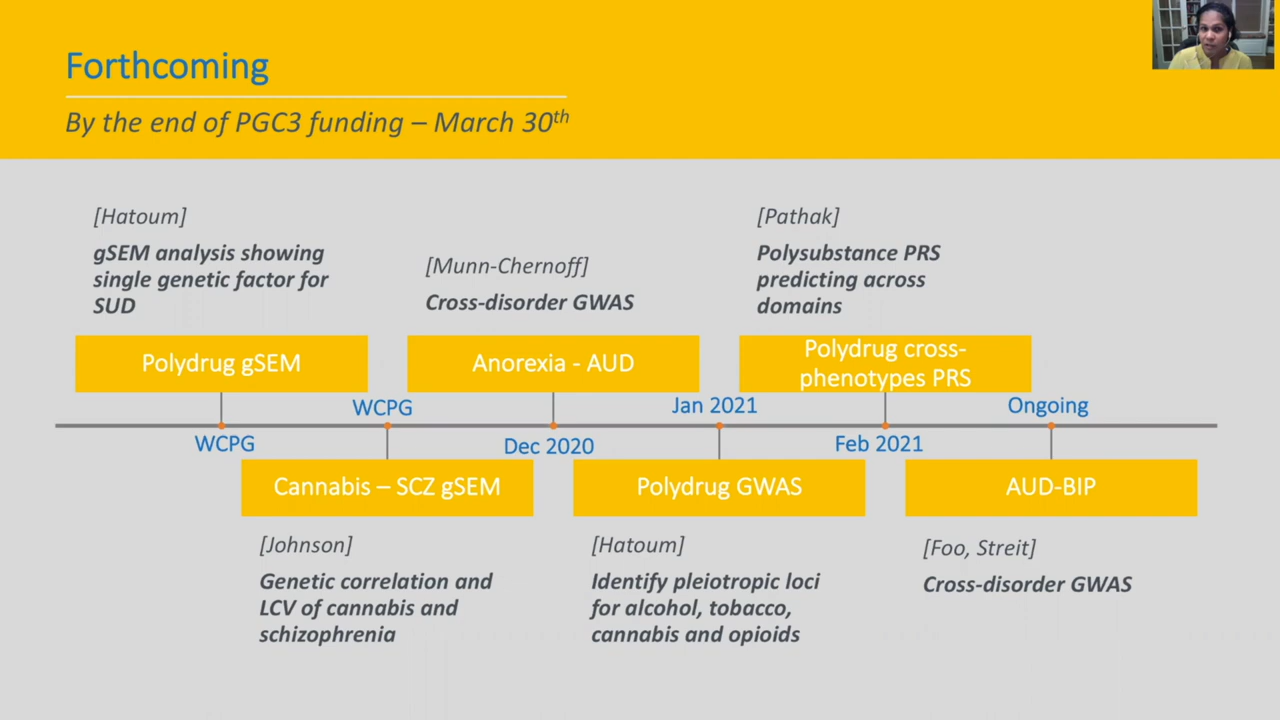 Forthcoming
By the end of PGC3 funding – March 30th
[Hatoum]
gSEM analysis showing
single genetic factor for
SUD
[Munn-Chernoff]
Cross-disorder GWAS
[Pathak]
Polysubstance PRS
predicting across
domains
Polydrug gSEM
Anorexia - AUD
Polydrug cross-
phenotypes PRS
WCPG
Jan 2021
Ongoing
WCPG
Dec 2020
Feb 2021
Cannabis – SCZ gSEM
Polydrug GWAS
AUD-BIP
[Johnson]
Genetic correlation and
LCV of cannabis and
schizophrenia
[Hatoum]
Identify pleiotropic loci
for alcohol, tobacco,
cannabis and opioids
[Foo, Streit]
Cross-disorder GWAS